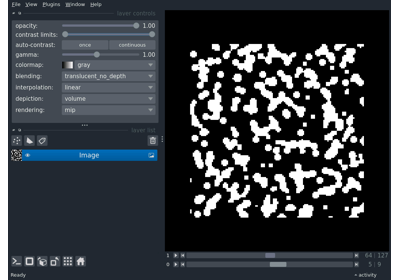 File View Plugins Window Help
layer controls
opacity: 1.00
contrast limits:
auto-contrast: once continuous
gamma: 1.00
colormap: gray
blending: translucent_no_depth
interpolation: linear
depiction: volume
rendering: mip
layer list
Image
1 64 127
0 5 9
Ready activity